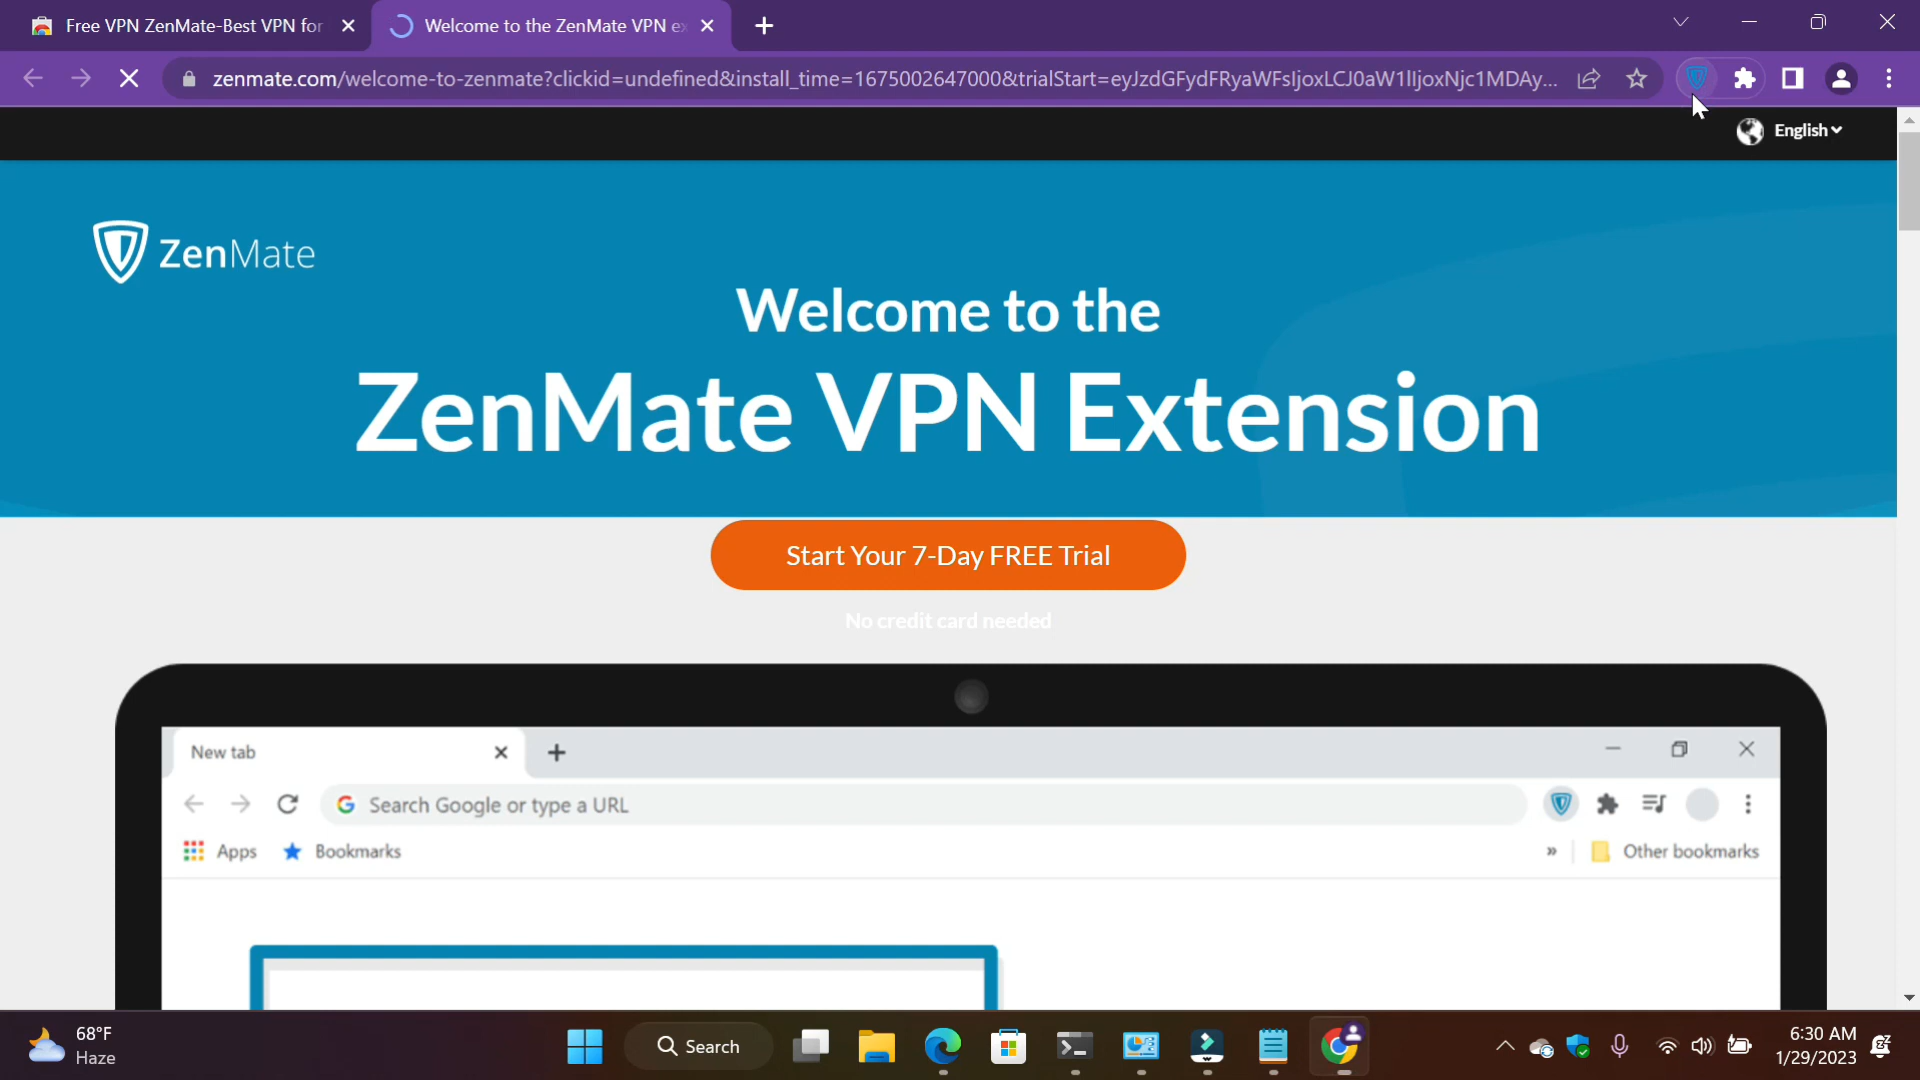 Free VPN ZenMate-Best VPN for
Welcome to the ZenMate VPN ex
zenmate.com/welcome-to-zenmate?clickid=undefined&install_time=1675002647000&trialStart=eyJzdGFydFRyaWFsIjoxLCJ0aW1lIjoxNjc1MDAy...
English
ZenMate
Welcome to the
ZenMate VPN Extension
Start Your 7-Day FREE Trial
No credit card needed
New tab
Search Google or type a URL
Apps
Bookmarks
»
Other bookmarks
68°F
Haze
Search
6:30 AM
1/29/2023